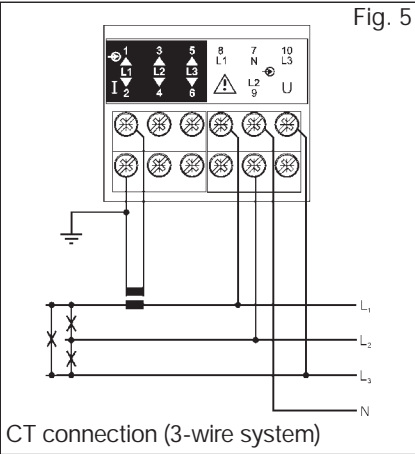 Fig. 5
1 3 5 8 7 10
L1 N L3
L1 L2 L3
I L2 U
2 4 6 9
L1
L2
L3
N
CT connection (3-wire system)